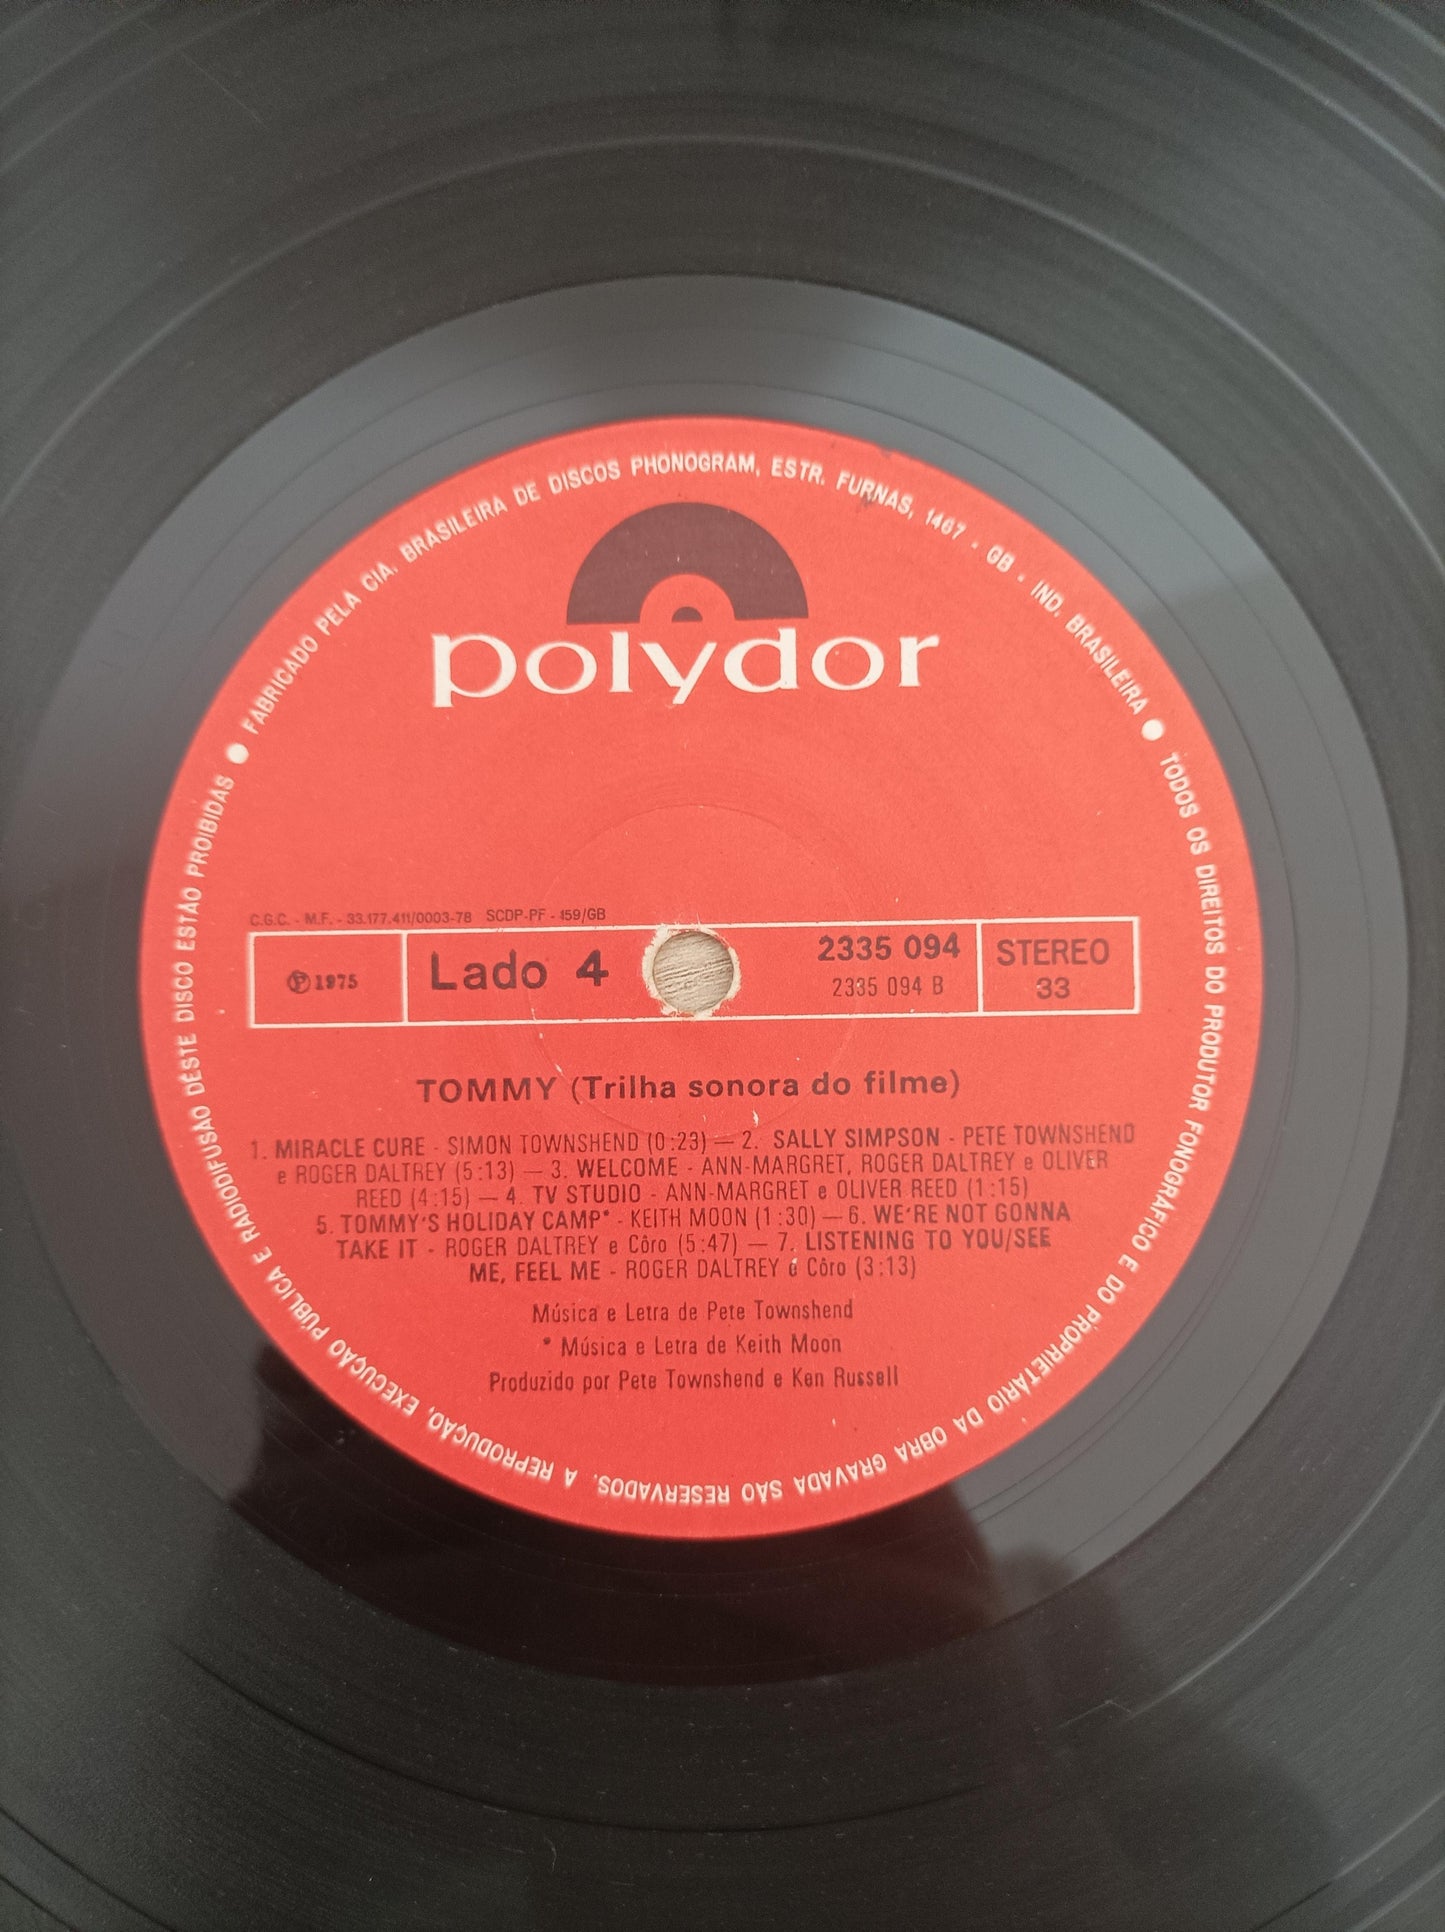 FABRICADO PELA CIA. BRASILEIRA DE DISCOS PHONOGRAM, ESTR. FURNAS, 1467 - GB - IND. BRASILEIRA
polydor
C.G.C. - M.F. - 33.177.411/0003-78 SCDP-PF - 159/GB
Ⓟ 1975
Lado 4
2335 094
2335 094 B
STEREO
33
TOMMY (Trilha sonora do filme)
1. MIRACLE CURE - SIMON TOWNSHEND (0:23) — 2. SALLY SIMPSON - PETE TOWNSHEND
e ROGER DALTREY (5:13) — 3. WELCOME - ANN-MARGRET, ROGER DALTREY e OLIVER
REED (4:15) — 4. TV STUDIO - ANN-MARGRET e OLIVER REED (1:15)
5. TOMMY'S HOLIDAY CAMP* - KEITH MOON (1:30) — 6. WE'RE NOT GONNA
TAKE IT - ROGER DALTREY e Côro (5:47) — 7. LISTENING TO YOU/SEE
ME, FEEL ME - ROGER DALTREY e Côro (3:13)
Música e Letra de Pete Townshend
* Música e Letra de Keith Moon
Produzido por Pete Townshend e Ken Russell
TODOS OS DIREITOS DO PRODUTOR FONOGRÁFICO E DO PROPRIETÁRIO DA OBRA GRAVADA SÃO RESERVADOS. A REPRODUÇÃO, EXECUÇÃO PÚBLICA E RADIODIFUSÃO DÊSTE DISCO ESTÃO PROIBIDAS